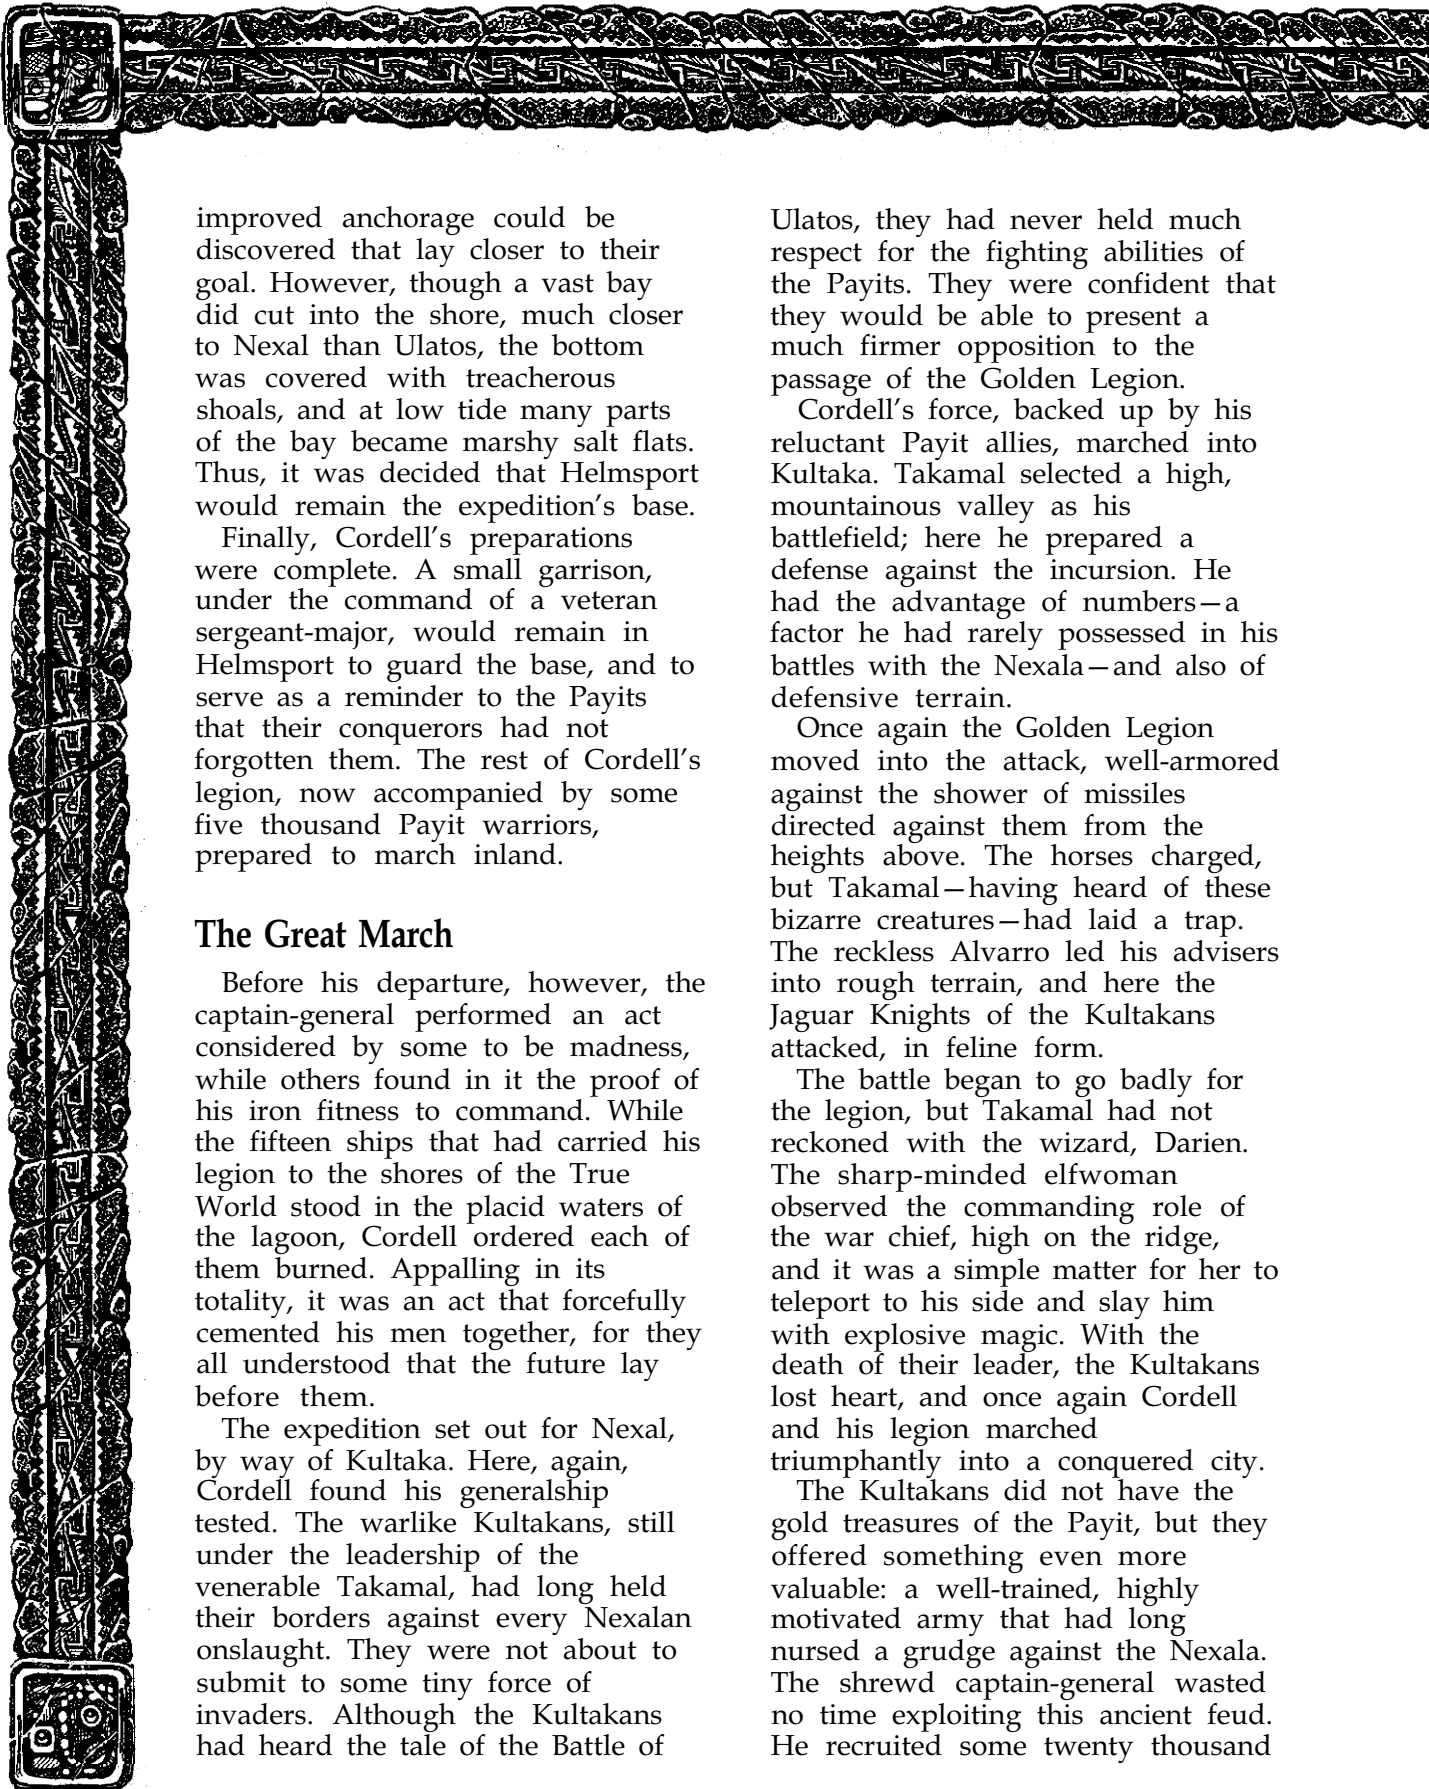 improved anchorage could be
discovered that lay closer to their
goal. However, though a vast bay
did cut into the shore, much closer
to Nexal than Ulatos, the bottom
was covered with treacherous
shoals, and at low tide many parts
of the bay became marshy salt flats.
Thus, it was decided that Helmsport
would remain the expedition's base.
Finally, Cordell's preparations
were complete. A small garrison,
under the command of a veteran
sergeant-major, would remain in
Helmsport to guard the base, and to
serve as a reminder to the Payits
that their conquerors had not
forgotten them. The rest of Cordell's
legion, now accompanied by some
five thousand Payit warriors,
prepared to march inland.
The Great March
Before his departure, however, the
captain-general performed an act
considered by some to be madness,
while others found in it the proof of
his iron fitness to command. While
the fifteen ships that had carried his
legion to the shores of the True
World stood in the placid waters of
the lagoon, Cordell ordered each of
them burned. Appalling in its
totality, it was an act that forcefully
cemented his men together, for they
all understood that the future lay
before them.
The expedition set out for Nexal,
by way of Kultaka. Here, again,
Cordell found his generalship
tested. The warlike Kultakans, still
under the leadership of the
venerable Takamal, had long held
their borders against every Nexalan
onslaught. They were not about to
submit to some tiny force of
invaders. Although the Kultakans
had heard the tale of the Battle of
Ulatos, they had never held much
respect for the fighting abilities of
the Payits. They were confident that
they would be able to present a
much firmer opposition to the
passage of the Golden Legion.
Cordell's force, backed up by his
reluctant Payit allies, marched into
Kultaka. Takamal selected a high,
mountainous valley as his
battlefield; here he prepared a
defense against the incursion. He
had the advantage of numbers—a
factor he had rarely possessed in his
battles with the Nexala—and also of
defensive terrain.
Once again the Golden Legion
moved into the attack, well-armored
against the shower of missiles
directed against them from the
heights above. The horses charged,
but Takamal—having heard of these
bizarre creatures—had laid a trap.
The reckless Alvarro led his advisers
into rough terrain, and here the
Jaguar Knights of the Kultakans
attacked, in feline form.
The battle began to go badly for
the legion, but Takamal had not
reckoned with the wizard, Darien.
The sharp-minded elfwoman
observed the commanding role of
the war chief, high on the ridge,
and it was a simple matter for her to
teleport to his side and slay him
with explosive magic. With the
death of their leader, the Kultakans
lost heart, and once again Cordell
and his legion marched
triumphantly into a conquered city.
The Kultakans did not have the
gold treasures of the Payit, but they
offered something even more
valuable: a well-trained, highly
motivated army that had long
nursed a grudge against the Nexala.
The shrewd captain-general wasted
no time exploiting this ancient feud.
He recruited some twenty thousand